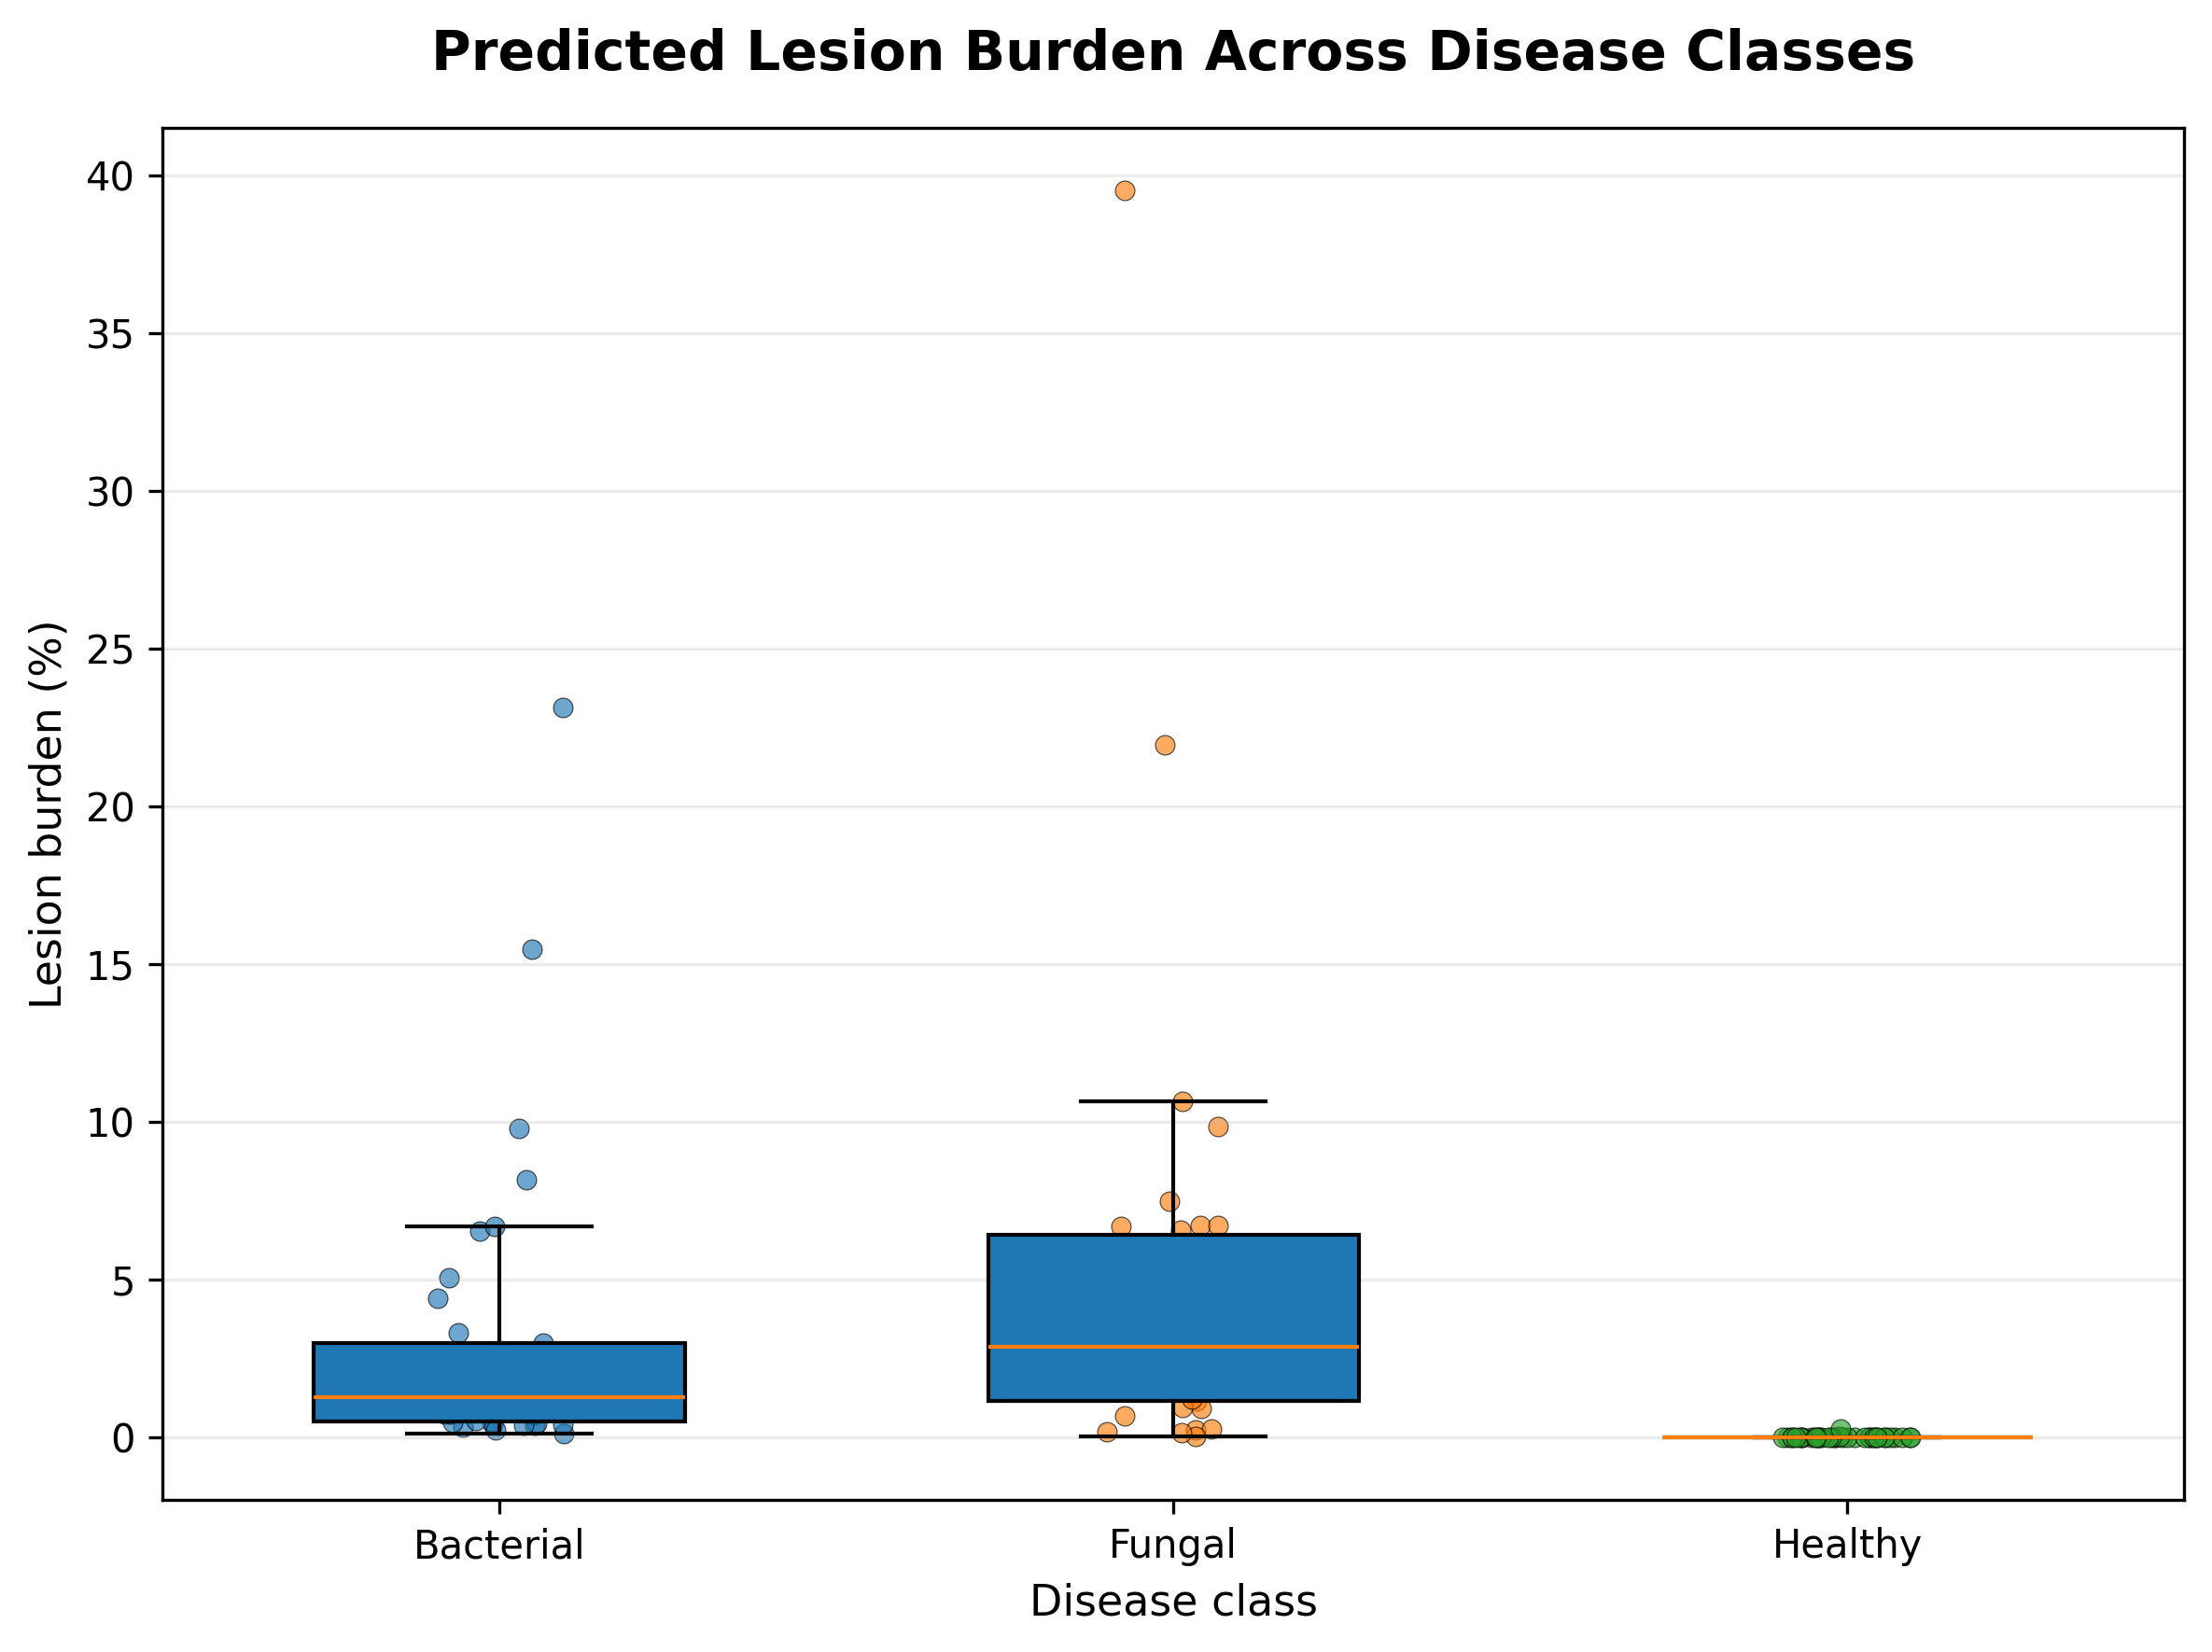 Predicted Lesion Burden Across Disease Classes
Lesion burden (%)
40
35
30
25
20
15
10
5
0
Bacterial
Fungal
Healthy
Disease class